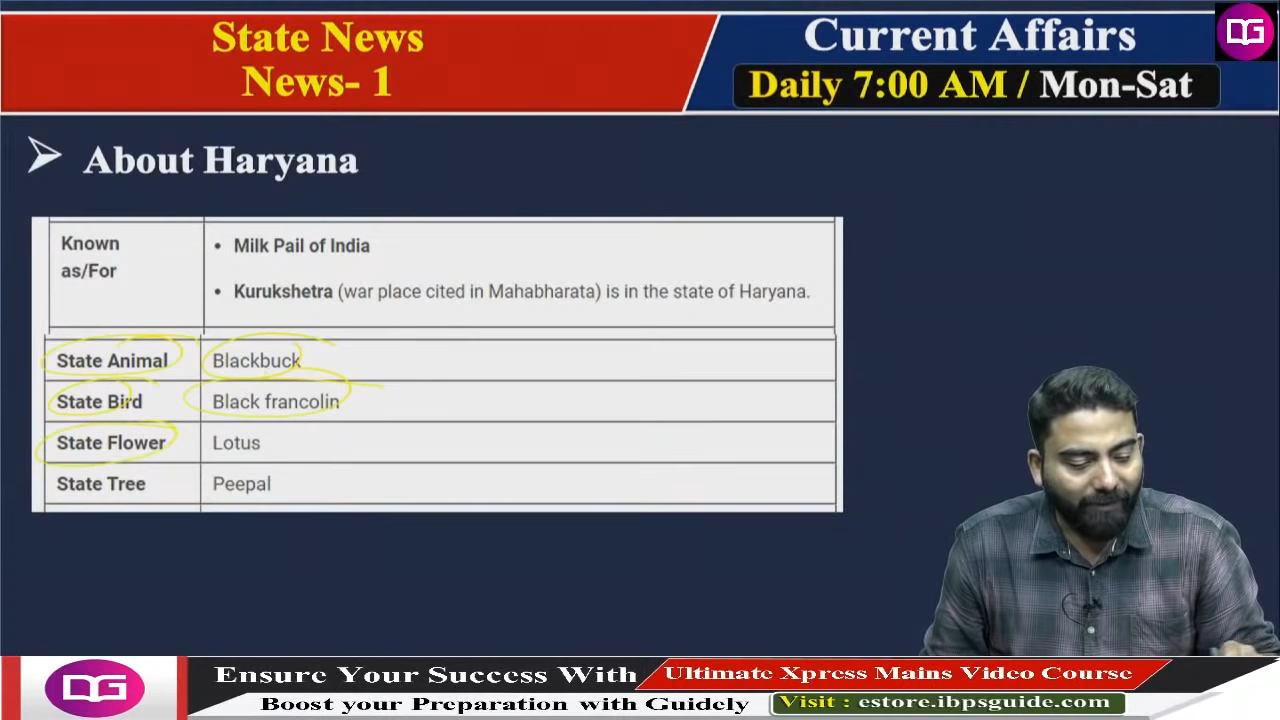 State News
News- 1
Current Affairs
Daily 7:00 AM / Mon-Sat
About Haryana
Known as/For
• Milk Pail of India
• Kurukshetra (war place cited in Mahabharata) is in the state of Haryana.
State Animal Blackbuck
State Bird Black francolin
State Flower Lotus
State Tree Peepal
Ensure Your Success With Ultimate Xpress Mains Video Course
Boost your Preparation with Guidely Visit : estore.ibpsguide.com